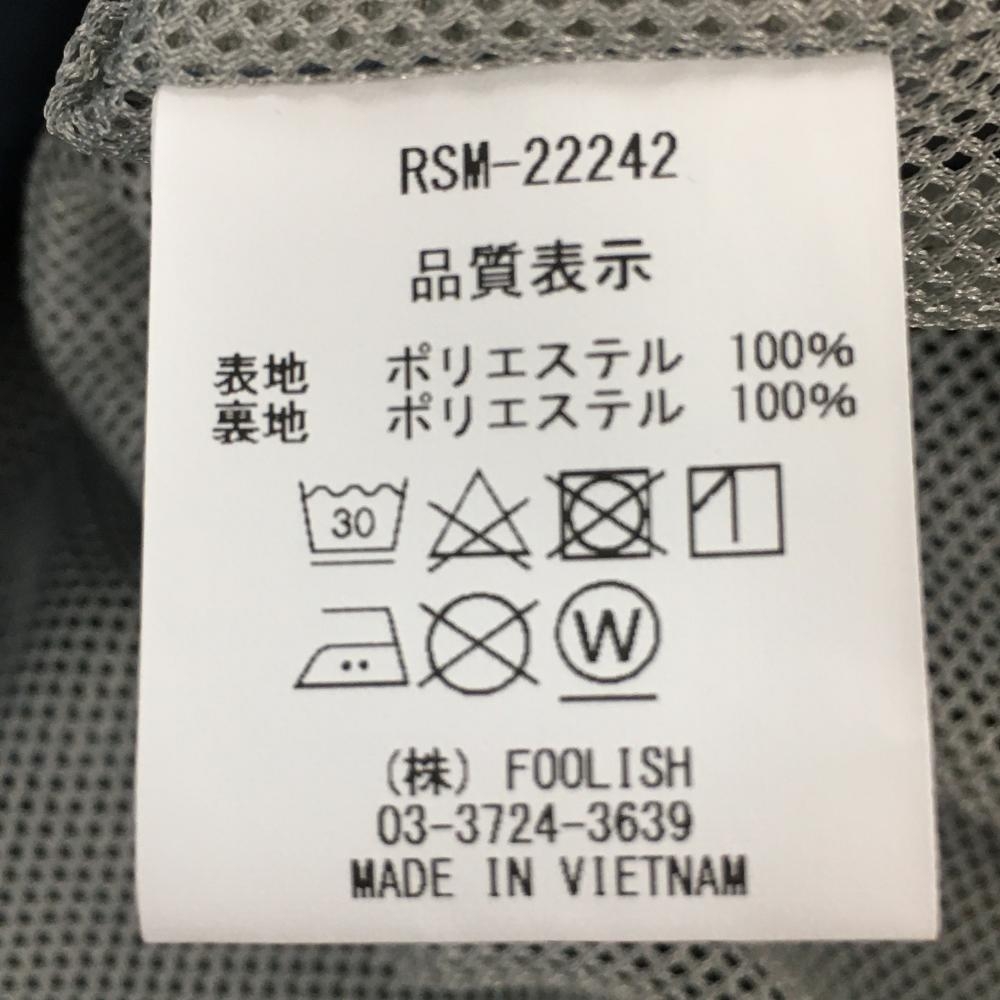 RSM-22242
品質表示
表地 ポリエステル 100%
裏地 ポリエステル 100%
30
W
(株) FOOLISH
03-3724-3639
MADE IN VIETNAM